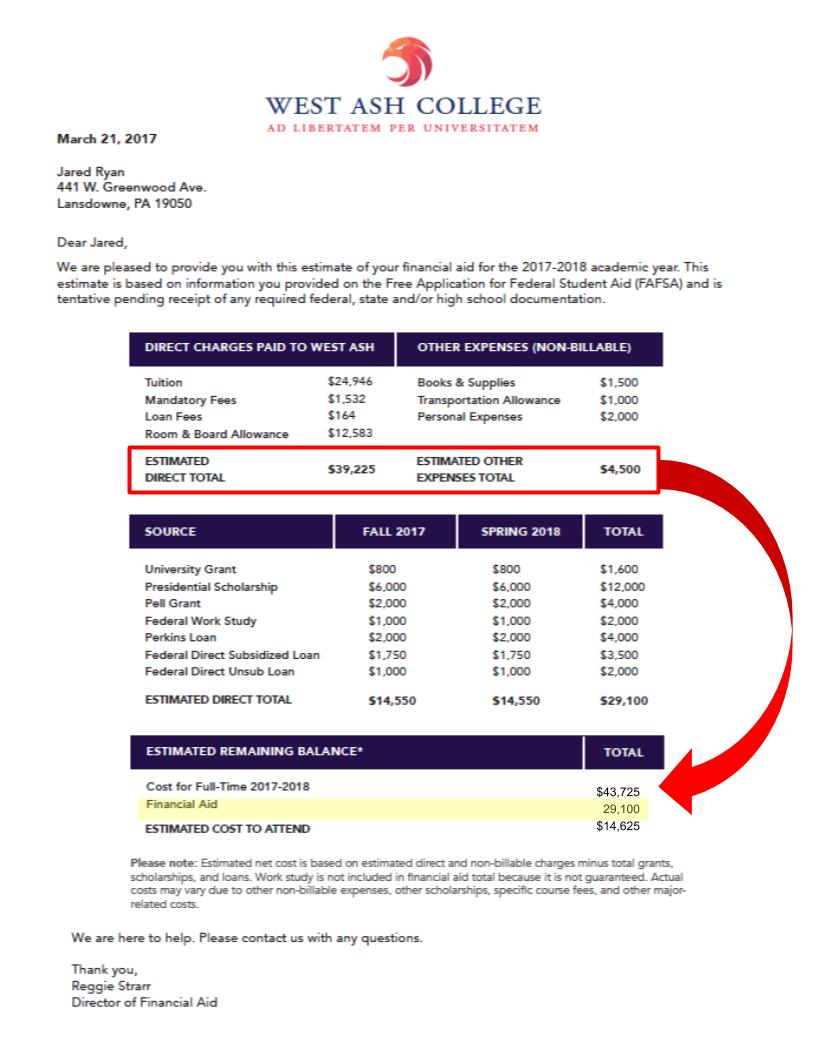 WEST ASH COLLEGE
AD LIBERTATEM PER UNIVERSITATEM
March 21, 2017
Jared Ryan
441 W. Greenwood Ave.
Lansdowne, PA 19050
Dear Jared,
We are pleased to provide you with this estimate of your financial aid for the 2017-2018 academic year. This
estimate is based on information you provided on the Free Application for Federal Student Aid (FAFSA) and is
tentative pending receipt of any required federal, state and/or high school documentation.
DIRECT CHARGES PAID TO WEST ASH OTHER EXPENSES (NON-BILLABLE)
Tuition $24,946 Books & Supplies $1,500
Mandatory Fees $1,532 Transportation Allowance $1,000
Loan Fees $164 Personal Expenses $2,000
Room & Board Allowance $12,583
ESTIMATED DIRECT TOTAL $39,225 ESTIMATED OTHER EXPENSES TOTAL $4,500
SOURCE FALL 2017 SPRING 2018 TOTAL
University Grant $800 $800 $1,600
Presidential Scholarship $6,000 $6,000 $12,000
Pell Grant $2,000 $2,000 $4,000
Federal Work Study $1,000 $1,000 $2,000
Perkins Loan $2,000 $2,000 $4,000
Federal Direct Subsidized Loan $1,750 $1,750 $3,500
Federal Direct Unsub Loan $1,000 $1,000 $2,000
ESTIMATED DIRECT TOTAL $14,550 $14,550 $29,100
ESTIMATED REMAINING BALANCE* TOTAL
Cost for Full-Time 2017-2018 $43,725
Financial Aid 29,100
ESTIMATED COST TO ATTEND $14,625
Please note: Estimated net cost is based on estimated direct and non-billable charges minus total grants,
scholarships, and loans. Work study is not included in financial aid total because it is not guaranteed. Actual
costs may vary due to other non-billable expenses, other scholarships, specific course fees, and other major-
related costs.
We are here to help. Please contact us with any questions.
Thank you,
Reggie Strarr
Director of Financial Aid